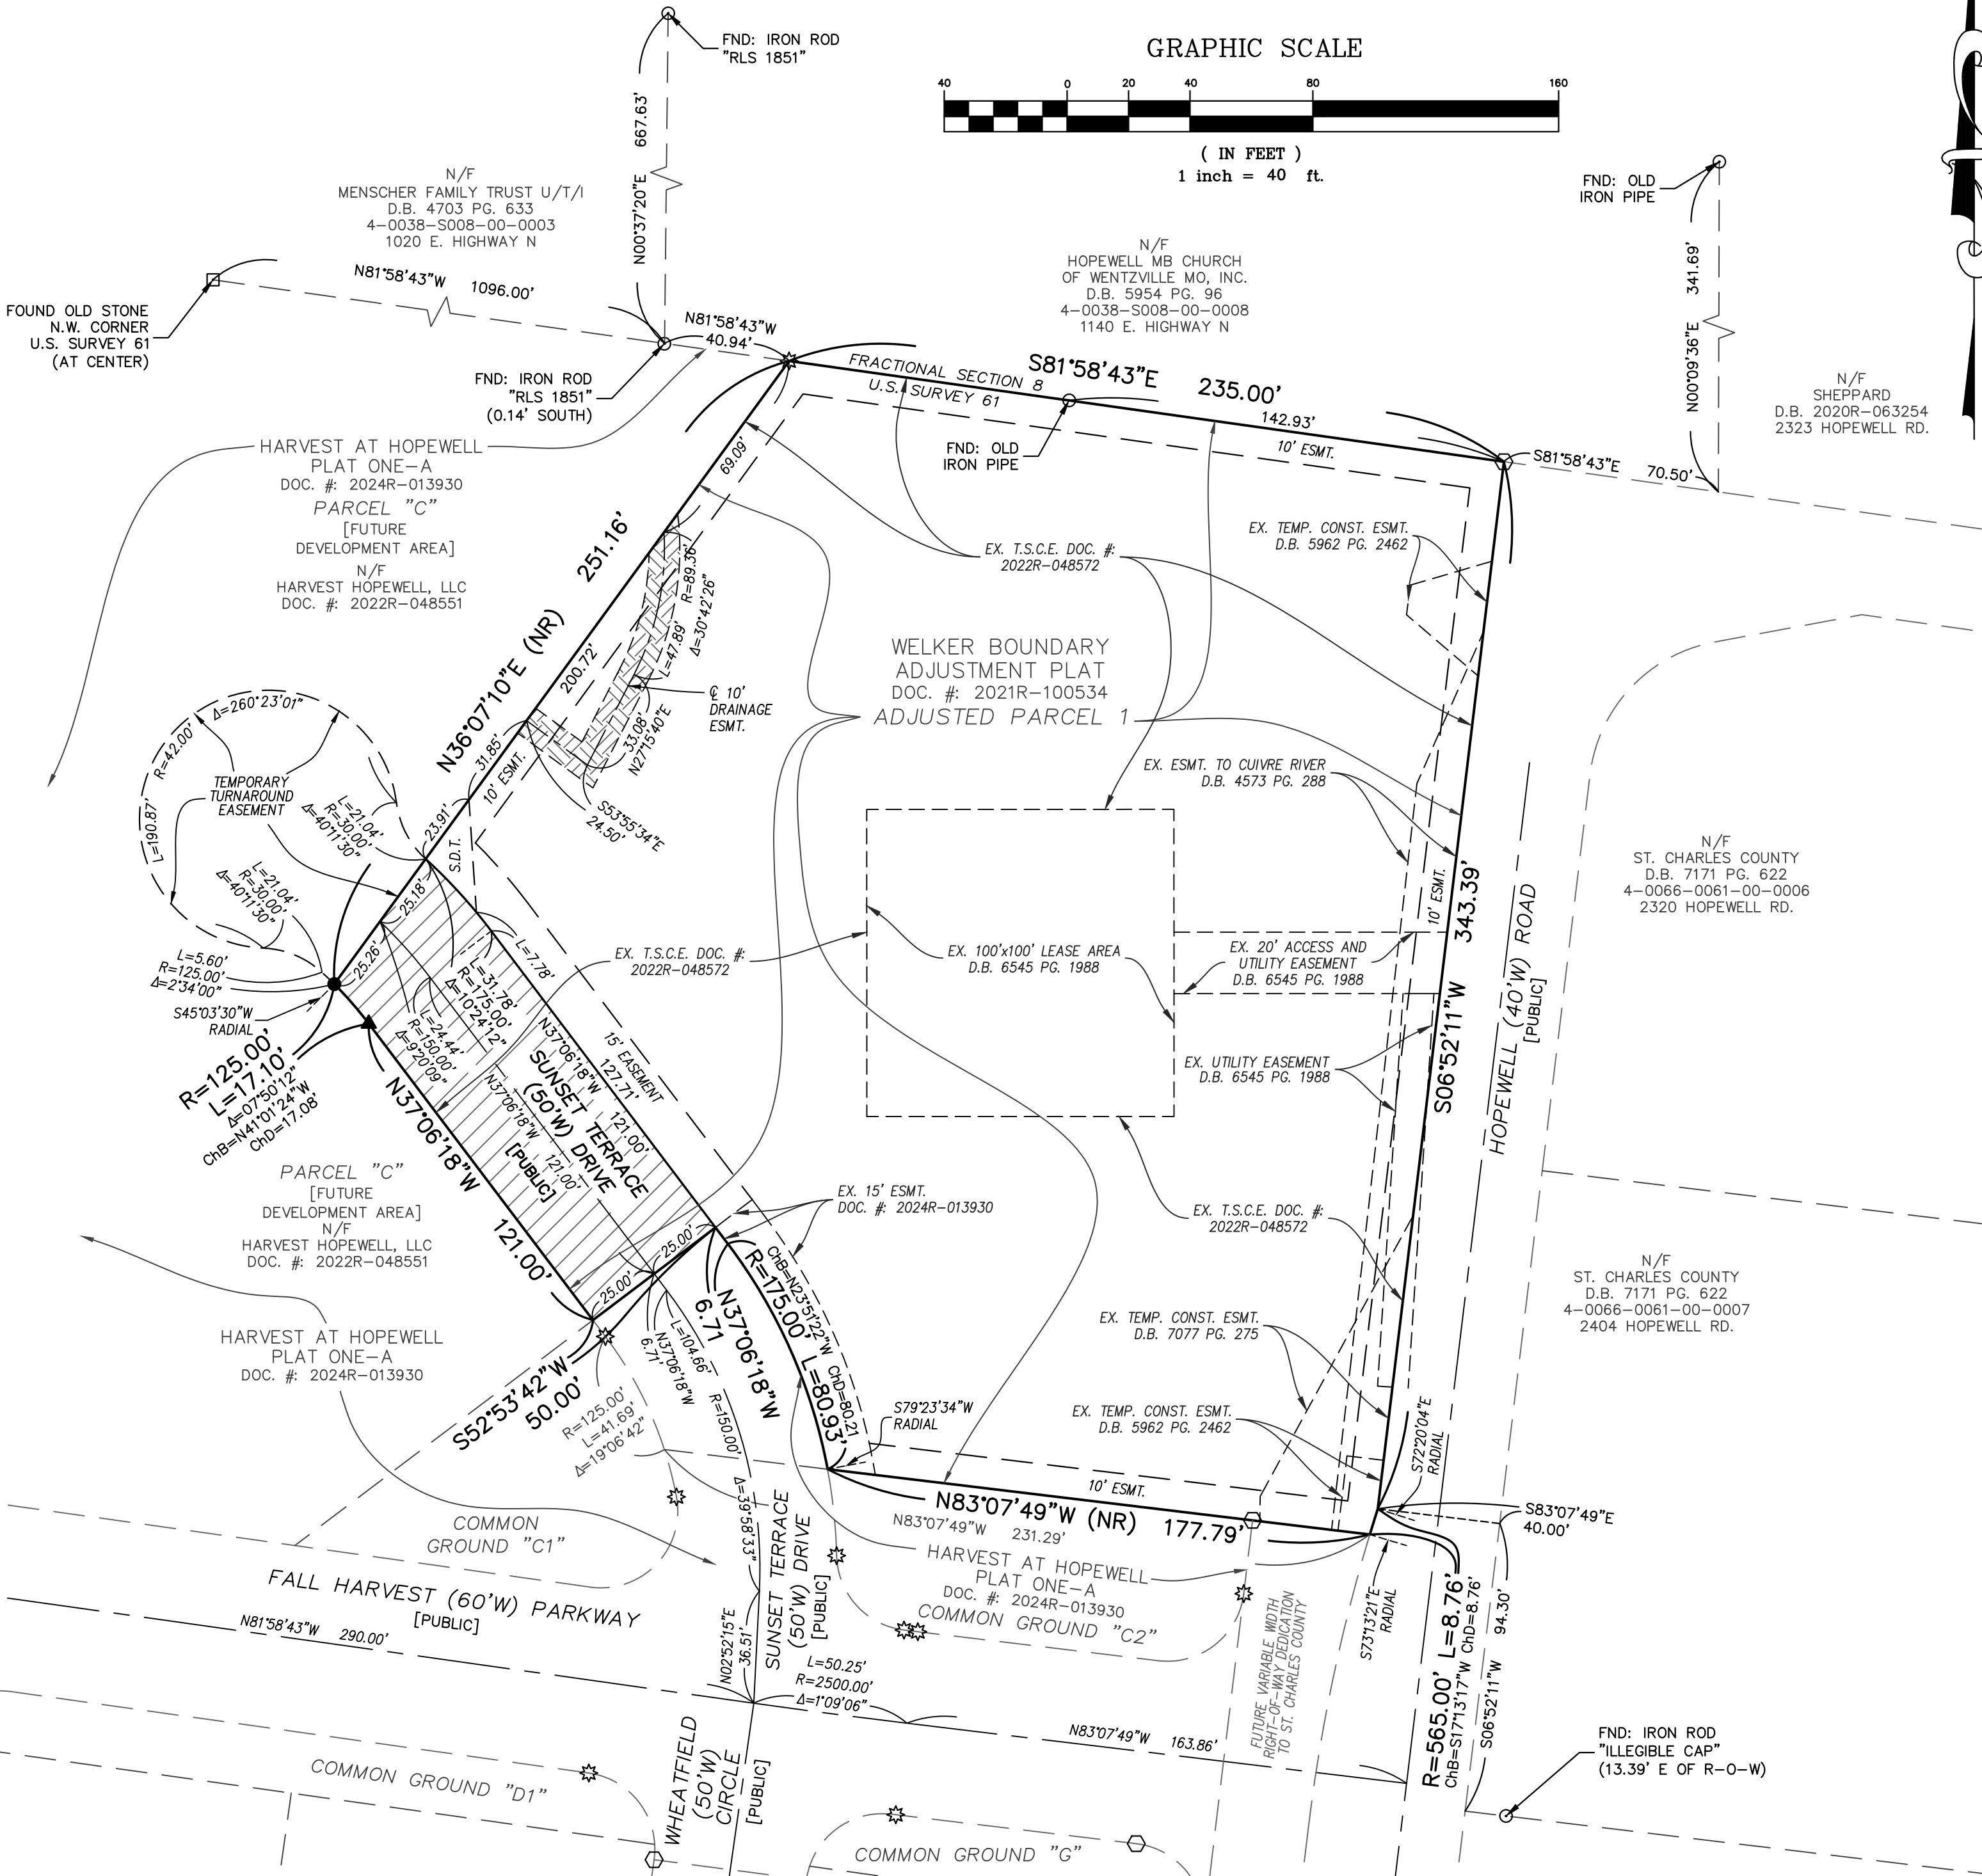 FND: IRON ROD
"RLS 1851"
GRAPHIC SCALE
40 0 20 40 80 160
( IN FEET )
1 inch = 40 ft.
667.63'
N00°37'20"E
N/F
MENSCHER FAMILY TRUST U/T/I
D.B. 4703 PG. 633
4-0038-S008-00-0003
1020 E. HIGHWAY N
FND: OLD
IRON PIPE
N/F
HOPEWELL MB CHURCH
OF WENTZVILLE MO, INC.
D.B. 5954 PG. 96
4-0038-S008-00-0008
1140 E. HIGHWAY N
N00°09'36"E 341.69'
N81°58'43"W 1096.00'
FOUND OLD STONE
N.W. CORNER
U.S. SURVEY 61
(AT CENTER)
N81°58'43"W
40.94'
FND: IRON ROD
"RLS 1851"
(0.14' SOUTH)
FRACTIONAL SECTION 8
U.S. SURVEY 61
S81°58'43"E 235.00'
142.93'
10' ESMT.
FND: OLD
IRON PIPE
S81°58'43"E 70.50'
N/F
SHEPPARD
D.B. 2020R-063254
2323 HOPEWELL RD.
HARVEST AT HOPEWELL
PLAT ONE-A
DOC. #: 2024R-013930
PARCEL "C"
[FUTURE
DEVELOPMENT AREA]
N/F
HARVEST HOPEWELL, LLC
DOC. #: 2022R-048551
69.09'
251.16'
N36°07'10"E (NR)
200.72'
R=89.36'
L=47.89'
Δ=30°42'26"
33.08'
N27°15'40"E
℄ 10'
DRAINAGE
ESMT.
S53°55'34"E
24.50'
31.85'
10' ESMT.
23.91'
S.D.T.
EX. T.S.C.E. DOC. #:
2022R-048572
EX. TEMP. CONST. ESMT.
D.B. 5962 PG. 2462
WELKER BOUNDARY
ADJUSTMENT PLAT
DOC. #: 2021R-100534
ADJUSTED PARCEL 1
EX. ESMT. TO CUIVRE RIVER
D.B. 4573 PG. 288
Δ=260°23'01"
R=42.00'
L=190.87'
TEMPORARY
TURNAROUND
EASEMENT
L=21.04'
R=30.00'
Δ=40°11'30"
L=21.04'
R=30.00'
Δ=40°11'30"
25.18'
25.26'
L=5.60'
R=125.00'
Δ=2°34'00"
S45°03'30"W
RADIAL
R=125.00'
L=17.10'
Δ=07°50'12"
ChB=N41°01'24"W
ChD=17.08'
L=7.78'
L=31.78'
R=175.00'
Δ=10°24'12"
L=24.44'
R=150.00'
Δ=9°20'09"
EX. T.S.C.E. DOC. #:
2022R-048572
EX. 100'x100' LEASE AREA
D.B. 6545 PG. 1988
EX. 20' ACCESS AND
UTILITY EASEMENT
D.B. 6545 PG. 1988
10' ESMT.
343.39'
S06°52'11"W
HOPEWELL (40'W) ROAD
[PUBLIC]
N/F
ST. CHARLES COUNTY
D.B. 7171 PG. 622
4-0066-0061-00-0006
2320 HOPEWELL RD.
EX. UTILITY EASEMENT
D.B. 6545 PG. 1988
N37°06'18"W
121.00'
N37°06'18"W
127.71'
121.00'
15' EASEMENT
SUNSET TERRACE
(50'W) DRIVE
[PUBLIC]
N37°06'18"W 121.00'
PARCEL "C"
[FUTURE
DEVELOPMENT AREA]
N/F
HARVEST HOPEWELL, LLC
DOC. #: 2022R-048551
EX. 15' ESMT.
DOC. #: 2024R-013930
EX. T.S.C.E. DOC. #:
2022R-048572
25.00'
25.00'
N/F
ST. CHARLES COUNTY
D.B. 7171 PG. 622
4-0066-0061-00-0007
2404 HOPEWELL RD.
HARVEST AT HOPEWELL
PLAT ONE-A
DOC. #: 2024R-013930
S52°53'42"W
50.00'
N37°06'18"W
6.71
N37°06'18"W
6.71'
L=104.66' R=150.00' Δ=39°58'33"
R=175.00' L=80.93'
ChB=N23°51'22"W ChD=80.21
R=125.00'
L=41.69'
Δ=19°06'42"
EX. TEMP. CONST. ESMT.
D.B. 7077 PG. 275
EX. TEMP. CONST. ESMT.
D.B. 5962 PG. 2462
S79°23'34"W
RADIAL
S72°20'04"E
RADIAL
10' ESMT.
N83°07'49"W (NR) 177.79'
N83°07'49"W 231.29'
S83°07'49"E
40.00'
COMMON
GROUND "C1"
HARVEST AT HOPEWELL
PLAT ONE-A
DOC. #: 2024R-013930
COMMON GROUND "C2"
FALL HARVEST (60'W) PARKWAY
[PUBLIC]
N81°58'43"W 290.00'
N02°52'15"E
36.51'
SUNSET TERRACE
(50'W) DRIVE
[PUBLIC]
L=50.25'
R=2500.00'
Δ=1°09'06"
FUTURE VARIABLE WIDTH
RIGHT-OF-WAY DEDICATION
TO ST. CHARLES COUNTY
S73°13'21"E
RADIAL
R=565.00' L=8.76'
ChB=S17°13'17"W ChD=8.76'
S06°52'11"W 94.30'
N83°07'49"W 163.86'
FND: IRON ROD
"ILLEGIBLE CAP"
(13.39' E OF R-O-W)
COMMON GROUND "D1"
WHEATFIELD
(50'W)
CIRCLE
[PUBLIC]
COMMON GROUND "G"